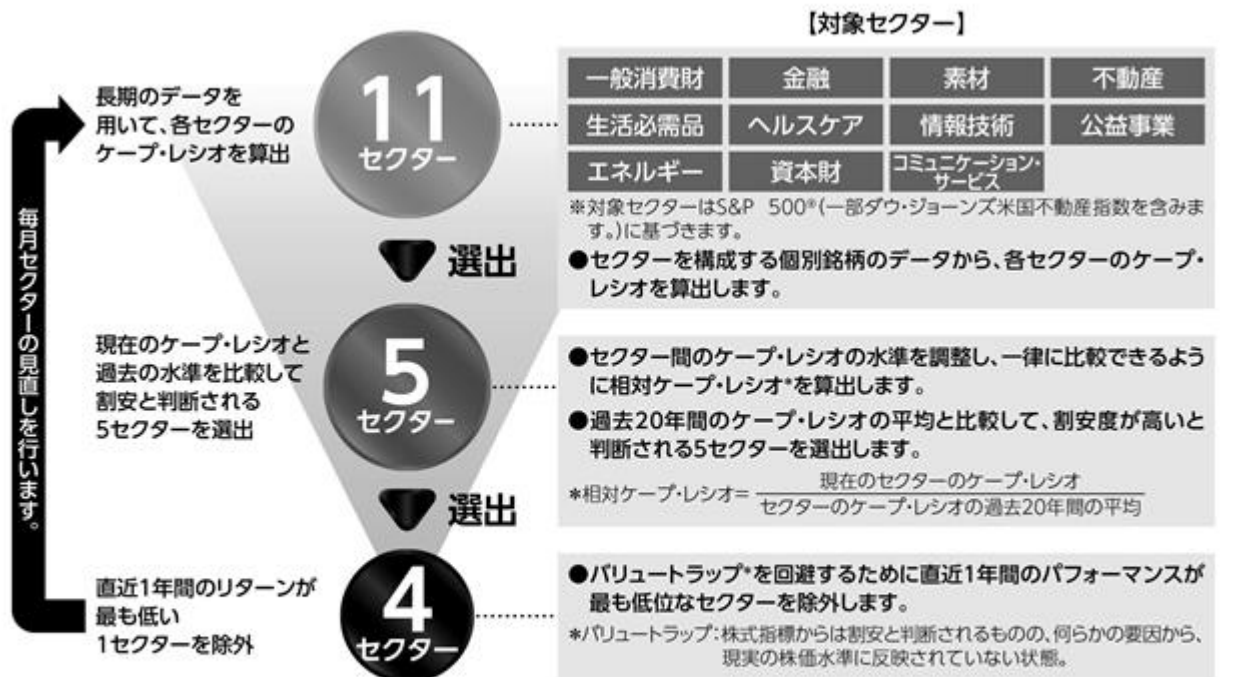 【対象セクター】
長期のデータを
用いて、各セクターの
ケープ・レシオを算出
11
セクター
一般消費財 金融 素材 不動産
生活必需品 ヘルスケア 情報技術 公益事業
エネルギー 資本財 コミュニケーション・
サービス
※対象セクターはS&P 500®(一部ダウ・ジョーンズ米国不動産指数を含みま
す。)に基づきます。
●セクターを構成する個別銘柄のデータから、各セクターのケープ・
レシオを算出します。
選出
毎月セクターの見直しを行います。
現在のケープ・レシオと
過去の水準を比較して
割安と判断される
5セクターを選出
5
セクター
●セクター間のケープ・レシオの水準を調整し、一律に比較できるよう
に相対ケープ・レシオ*を算出します。
●過去20年間のケープ・レシオの平均と比較して、割安度が高いと
判断される5セクターを選出します。
*相対ケープ・レシオ=
現在のセクターのケープ・レシオ
セクターのケープ・レシオの過去20年間の平均
選出
直近1年間のリターンが
最も低い
1セクターを除外
4
セクター
●バリュートラップ*を回避するために直近1年間のパフォーマンスが
最も低位なセクターを除外します。
*バリュートラップ:株式指標からは割安と判断されるものの、何らかの要因から、
現実の株価水準に反映されていない状態。